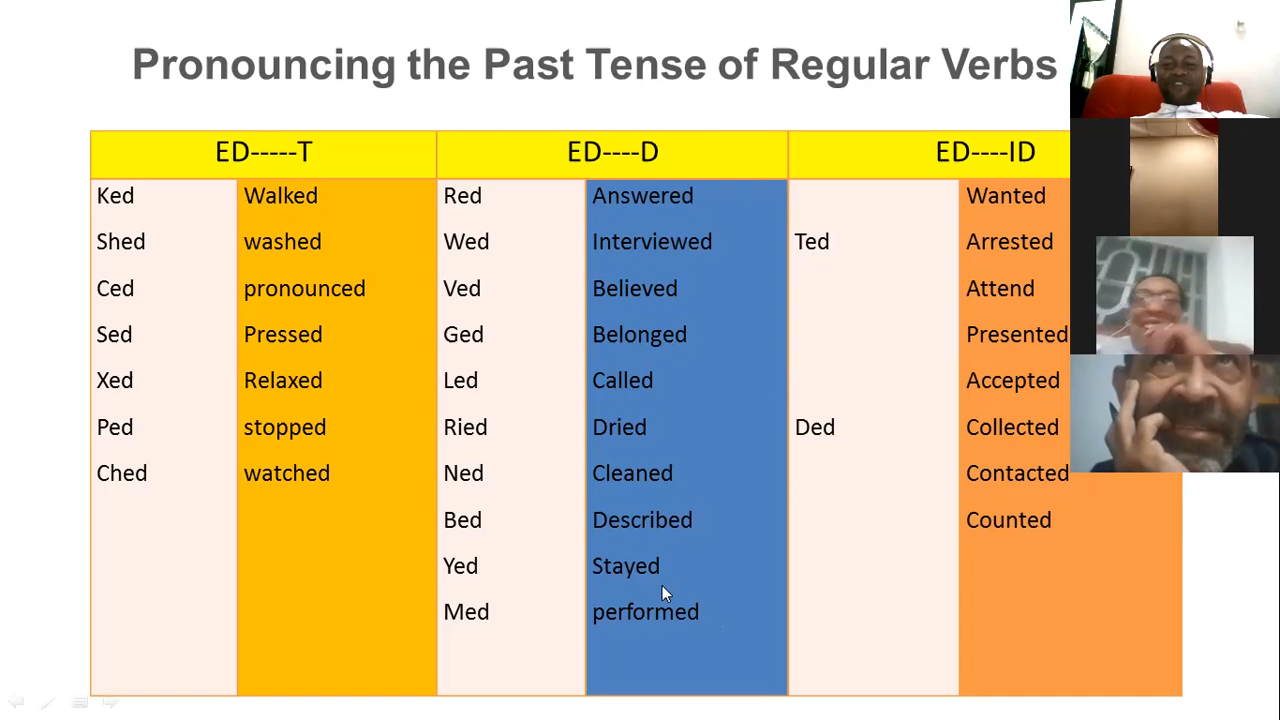 Pronouncing the Past Tense of Regular Verbs
ED-----T ED----D ED----ID
Ked Walked Red Answered Wanted
Shed washed Wed Interviewed Ted Arrested
Ced pronounced Ved Believed Attend
Sed Pressed Ged Belonged Presented
Xed Relaxed Led Called Accepted
Ped stopped Ried Dried Ded Collected
Ched watched Ned Cleaned Contacted
Bed Described Counted
Yed Stayed
Med performed